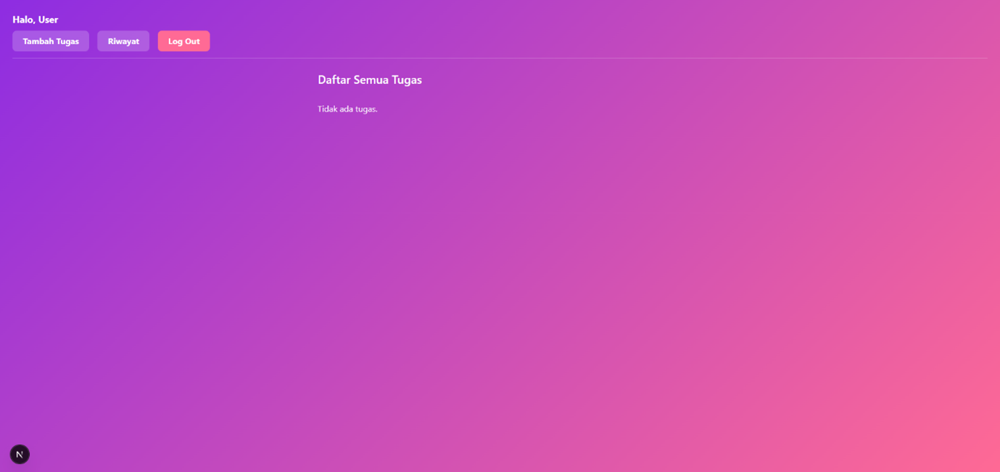 Halo, User
Tambah Tugas Riwayat Log Out
Daftar Semua Tugas
Tidak ada tugas.
N